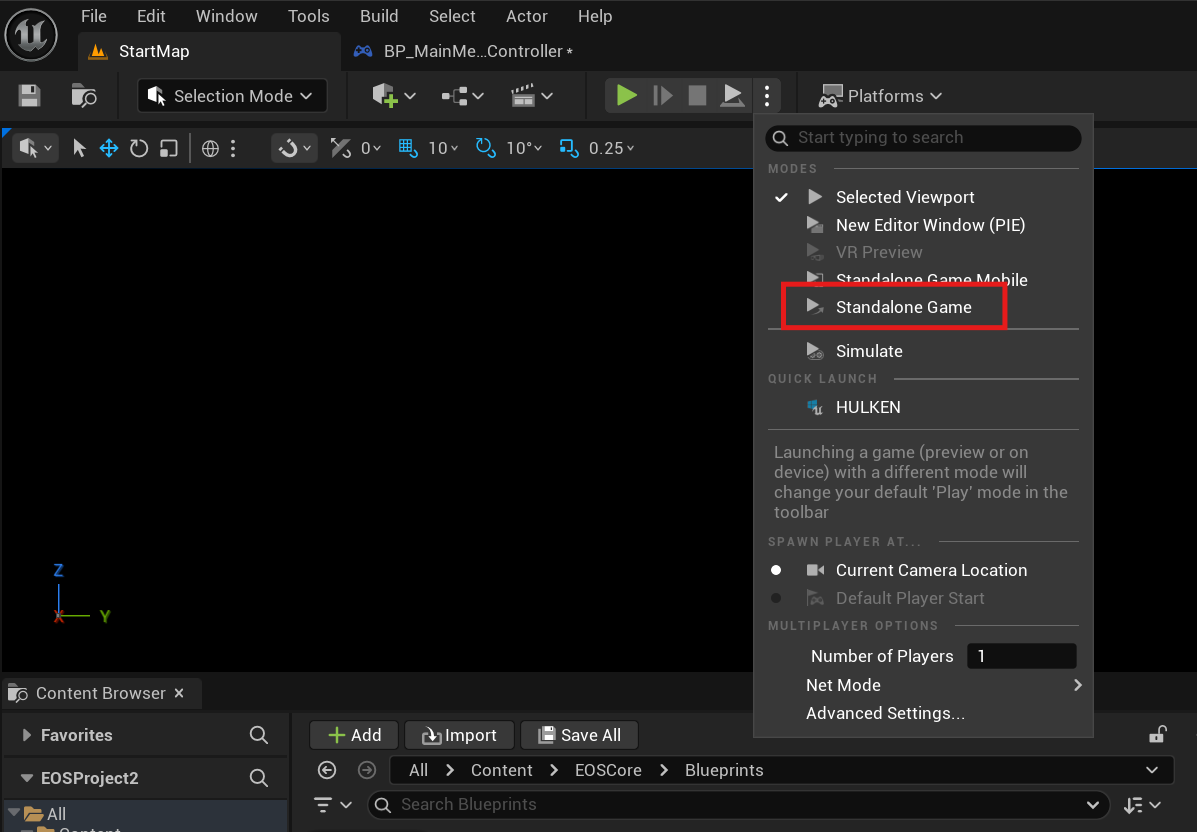 File Edit Window Tools Build Select Actor Help
StartMap
BP_MainMe...Controller*
Selection Mode
Platforms
0
10
10°
0.25
Start typing to search
MODES
Selected Viewport
New Editor Window (PIE)
VR Preview
Standalone Game Mobile
Standalone Game
Simulate
QUICK LAUNCH
HULKEN
Launching a game (preview or on
device) with a different mode will
change your default 'Play' mode in the
toolbar
SPAWN PLAYER AT...
Current Camera Location
Default Player Start
MULTIPLAYER OPTIONS
Number of Players 1
Net Mode
Advanced Settings...
Z
X Y
Content Browser
Favorites
EOSProject2
All
Content
Add Import Save All
All > Content > EOSCore > Blueprints
Search Blueprints